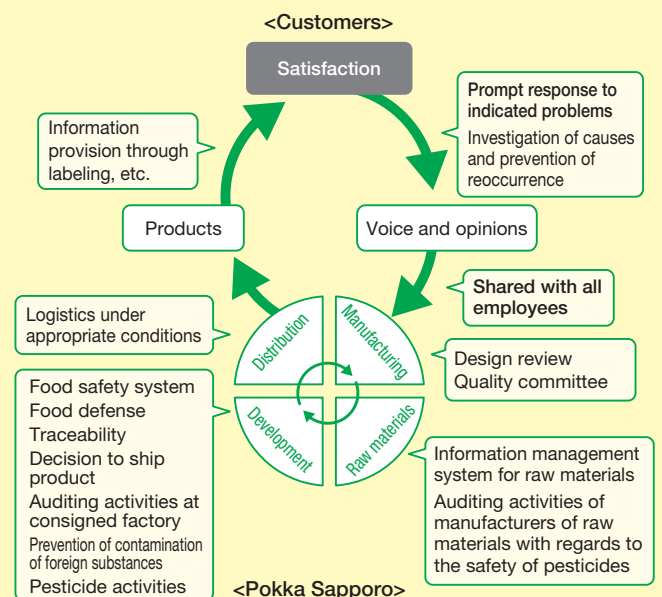 <Customers>
Satisfaction
Prompt response to
indicated problems
Investigation of causes
and prevention of
reoccurrence
Information
provision through
labeling, etc.
Products
Voice and opinions
Shared with all
employees
Logistics under
appropriate conditions
Distribution
Manufacturing
Design review
Quality committee
Development
Raw materials
Food safety system
Food defense
Traceability
Decision to ship
product
Auditing activities at
consigned factory
Prevention of contamination
of foreign substances
Pesticide activities
Information management
system for raw materials
Auditing activities of
manufacturers of raw
materials with regards to
the safety of pesticides
<Pokka Sapporo>